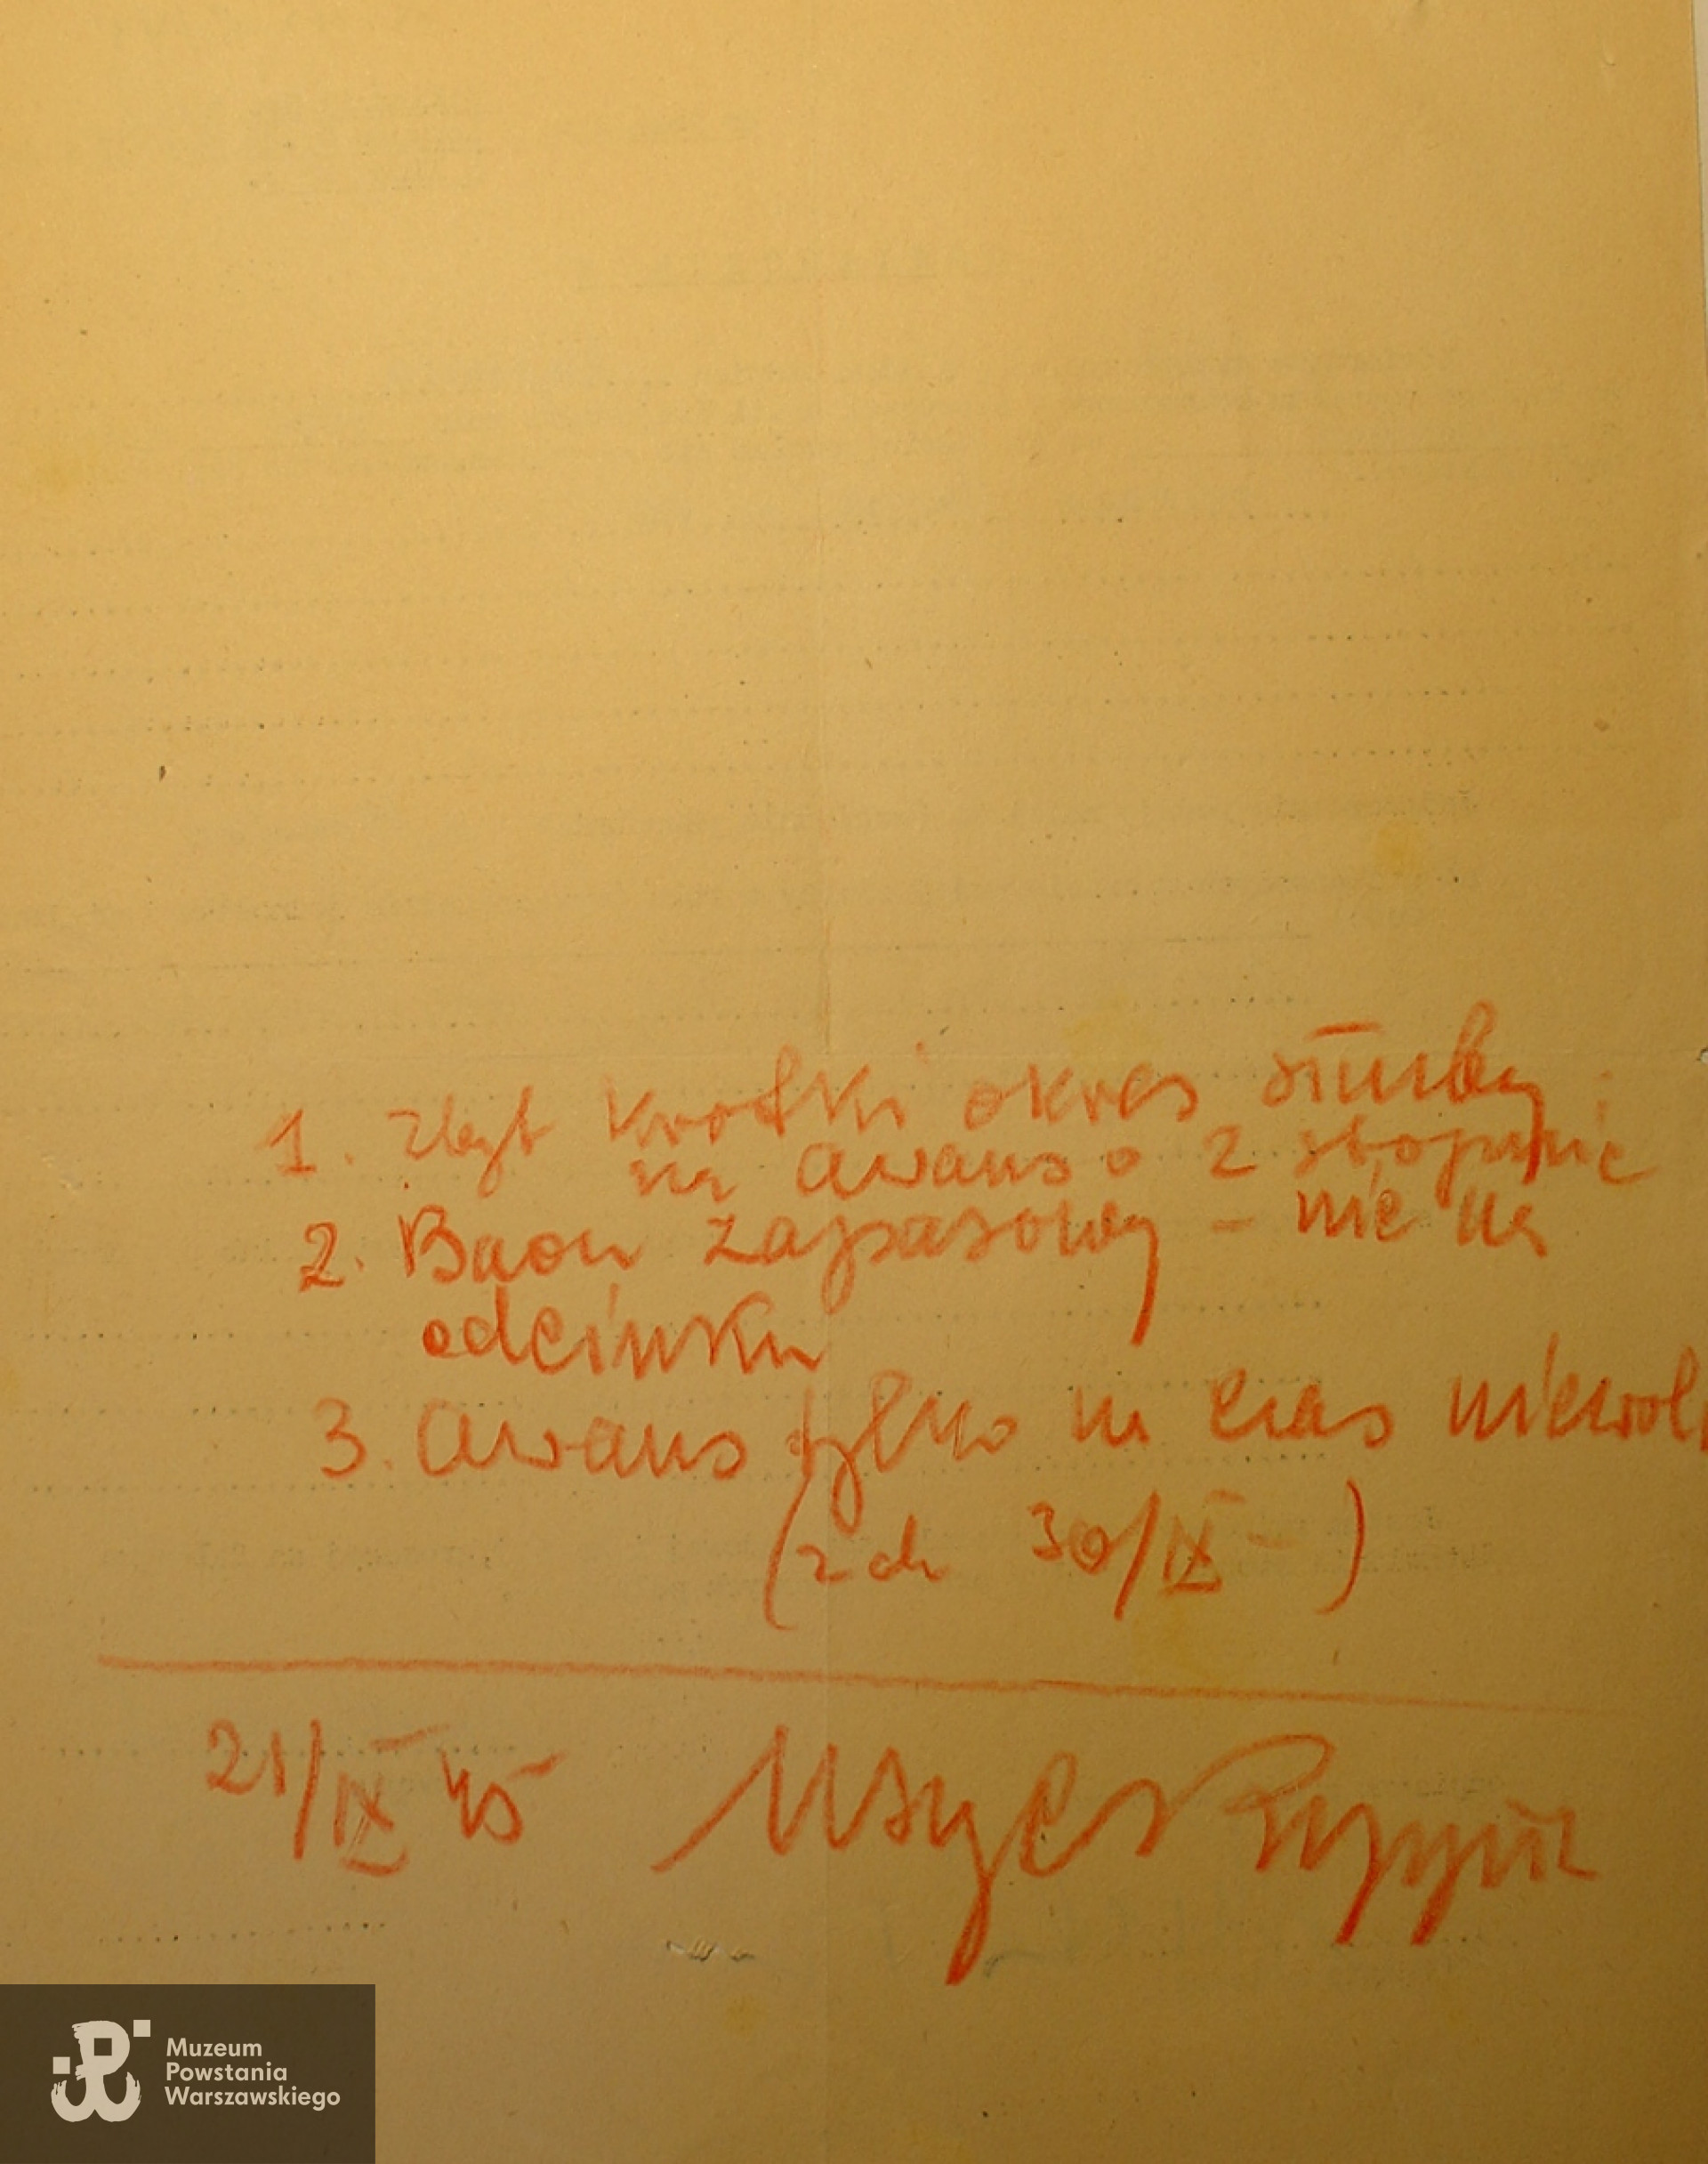 1. Zbyt krótki okres służby
na awans o 2 stopnie
2. Baon zapasowy – nie na
odcinku
3. Awans tylko na czas niewol
(z dn 30/IX – )
21/IX 45
Muzeum
Powstania
Warszawskiego